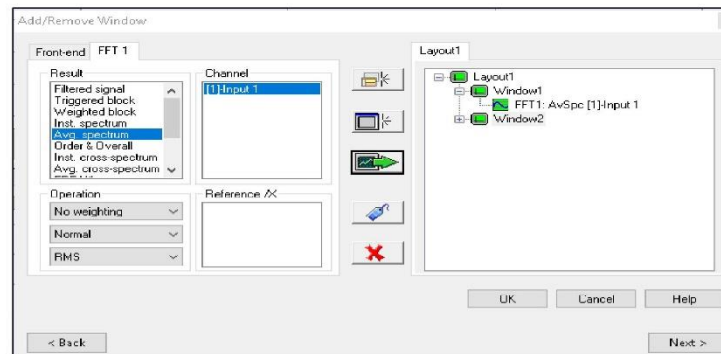 Add/Remove Window
Front-end FFT 1
Result
Filtered signal
Triggered block
Weighted block
Inst. spectrum
Avg. spectrum
Order & Overall
Inst. cross-spectrum
Avg. cross-spectrum
Channel
[1]-Input 1
Operation
No weighting
Normal
RMS
Reference /X
Layout1
Layout1
Window1
FFT1: AvSpc [1]-Input 1
Window2
OK Cancel Help
< Back Next >